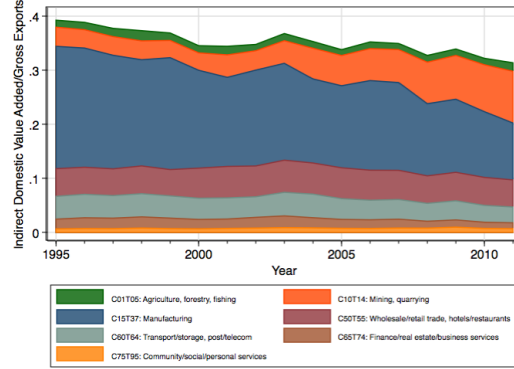 Indirect Domestic Value Added/Gross Exports
.4
.3
.2
.1
0
1995
2000
2005
2010
Year
C01T05: Agriculture, forestry, fishing
C10T14: Mining, quarrying
C15T37: Manufacturing
C50T55: Wholesale/retail trade, hotels/restaurants
C60T64: Transport/storage, post/telecom
C65T74: Finance/real estate/business services
C75T95: Community/social/personal services